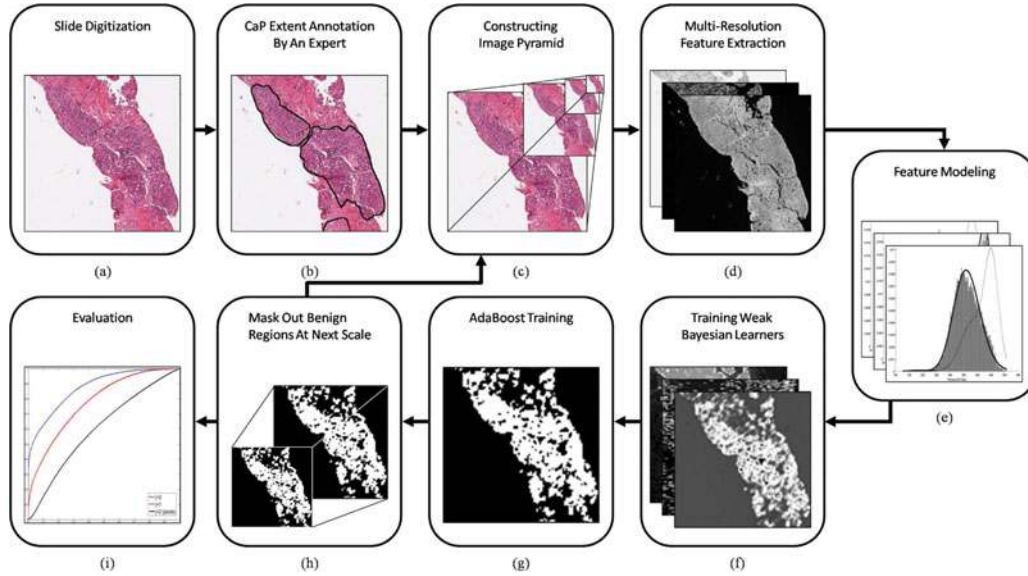 Slide Digitization
CaP Extent Annotation
By An Expert
Constructing
Image Pyramid
Multi-Resolution
Feature Extraction
(a)
(b)
(c)
(d)
Feature Modeling
(e)
Evaluation
Mask Out Benign
Regions At Next Scale
AdaBoost Training
Training Weak
Bayesian Learners
(i)
(h)
(g)
(f)